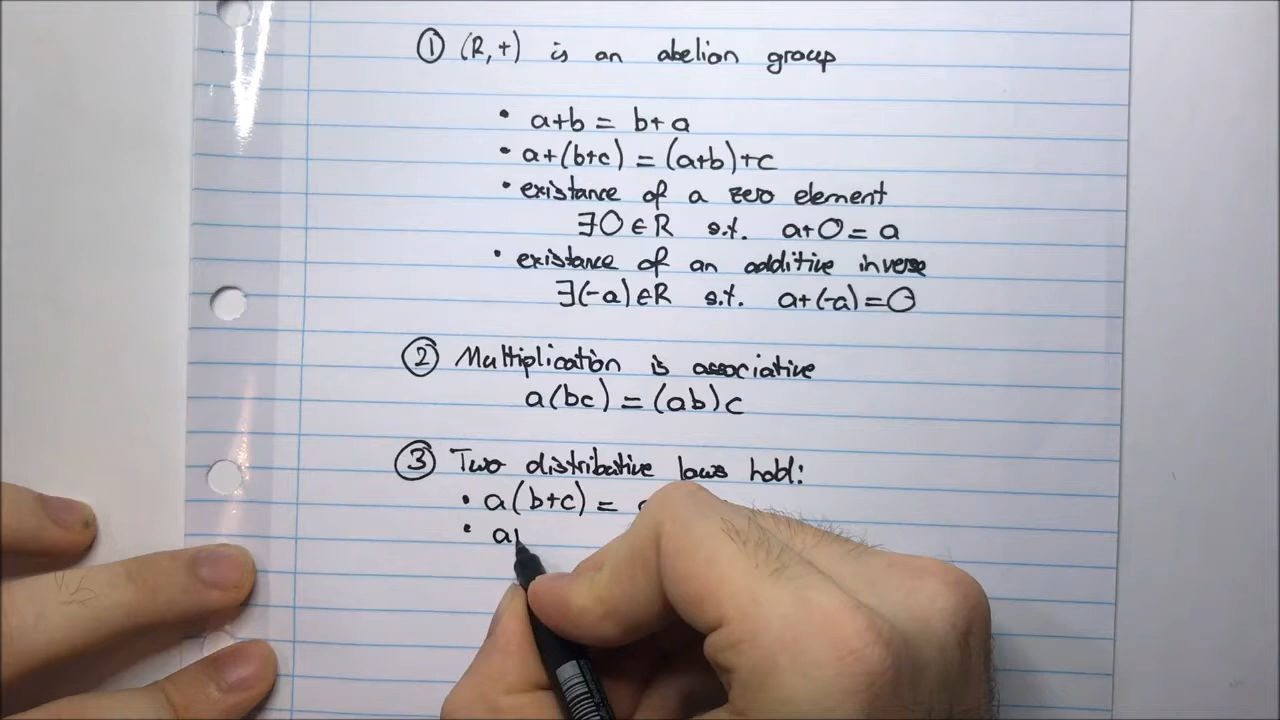 ① (R,+) is an abelian group
• a+b = b+a
• a+(b+c) = (a+b)+c
• existance of a zero element
∃0∈R s.t. a+0=a
• existance of an additive inverse
∃(-a)∈R s.t. a+(-a)=0
② Multiplication is associative
a(bc) = (ab)c
③ Two distributive laws hold:
• a(b+c) =
• a